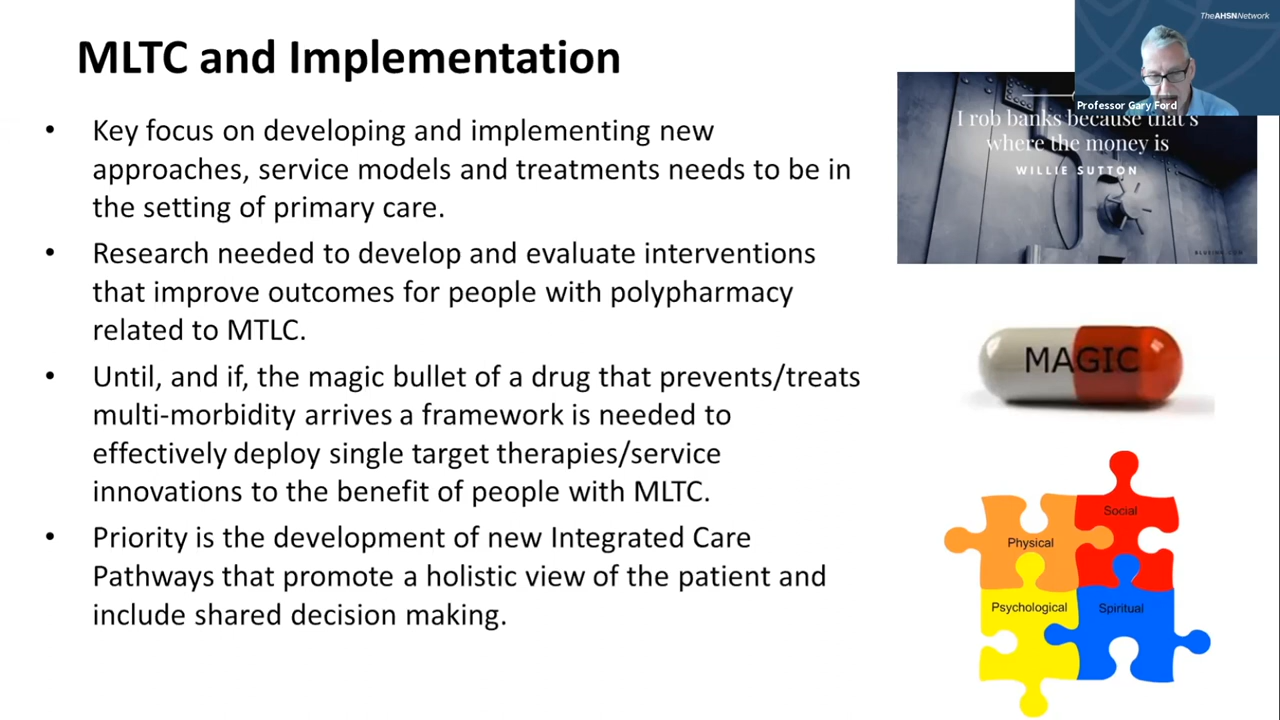 MLTC and Implementation
• Key focus on developing and implementing new
approaches, service models and treatments needs to be in
the setting of primary care.
• Research needed to develop and evaluate interventions
that improve outcomes for people with polypharmacy
related to MTLC.
• Until, and if, the magic bullet of a drug that prevents/treats
multi-morbidity arrives a framework is needed to
effectively deploy single target therapies/service
innovations to the benefit of people with MLTC.
• Priority is the development of new Integrated Care
Pathways that promote a holistic view of the patient and
include shared decision making.
TheAHSNNetwork
Professor Gary Ford
I rob banks because that's
where the money is
WILLIE SUTTON
MAGIC
Social
Physical
Psychological
Spiritual